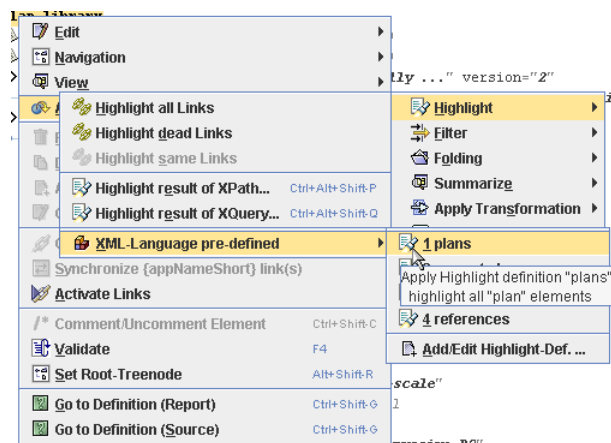 Edit
Navigation
View
lly ..." version="2"
Highlight all Links
Highlight
Highlight dead Links
Filter
Highlight same Links
Folding
Highlight result of XPath... Ctrl+Alt+Shift-P
Summarize
Highlight result of XQuery... Ctrl+Alt+Shift-Q
Apply Transformation
XML-Language pre-defined
1 plans
Synchronize {appNameShort} link(s)
Apply Highlight definition "plans"
highlight all "plan" elements
Activate Links
4 references
/* Comment/Uncomment Element Ctrl+Shift-C
Validate F4
Add/Edit Highlight-Def. ...
Set Root-Treenode Alt+Shift-R
scale"
Go to Definition (Report) Ctrl+Shift-G
Go to Definition (Source) Ctrl+Shift-G